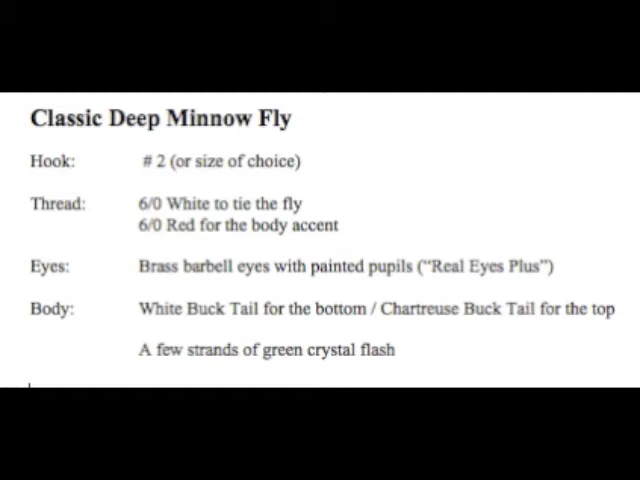 Classic Deep Minnow Fly
Hook: # 2 (or size of choice)
Thread: 6/0 White to tie the fly
6/0 Red for the body accent
Eyes: Brass barbell eyes with painted pupils (“Real Eyes Plus”)
Body: White Buck Tail for the bottom / Chartreuse Buck Tail for the top
A few strands of green crystal flash